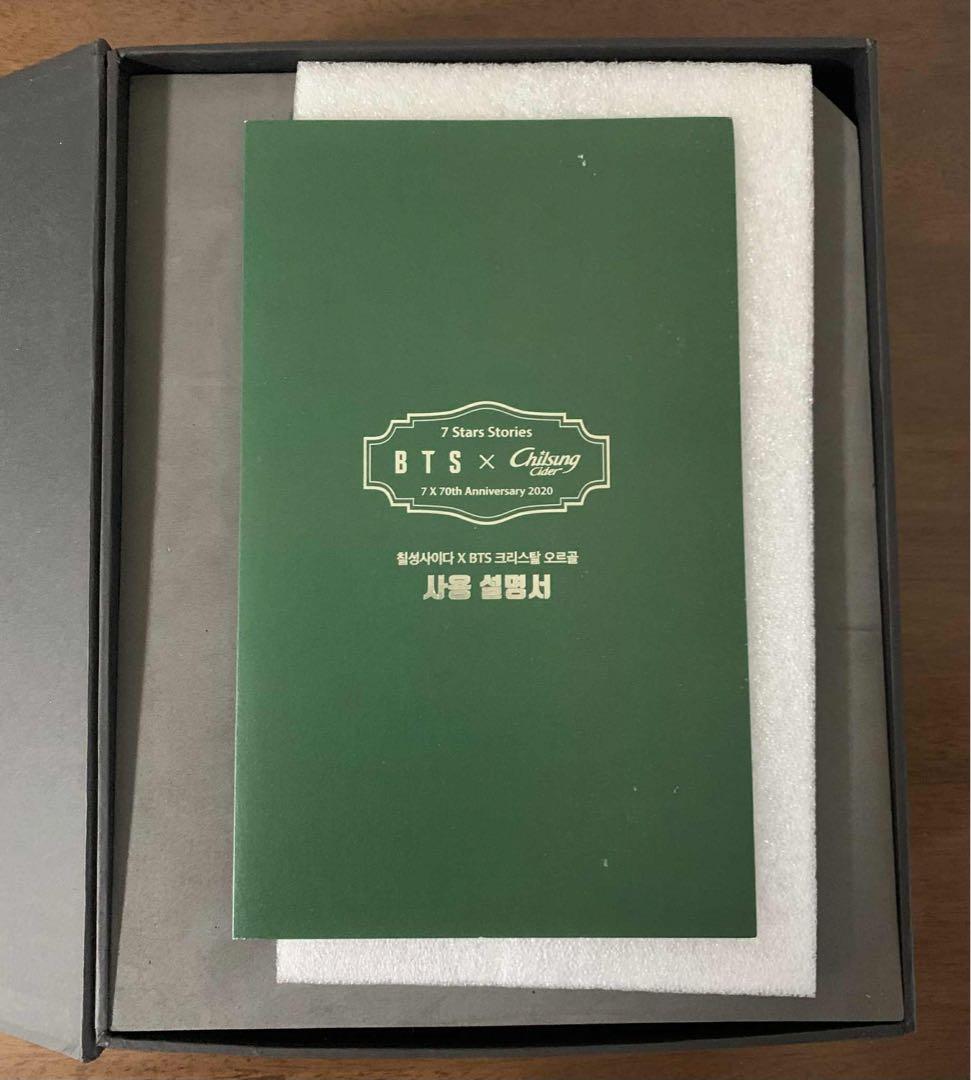 7 Stars Stories
BTS X Chilsung Cider
7 X 70th Anniversary 2020
칠성사이다 X BTS 크리스탈 오르골
사용 설명서